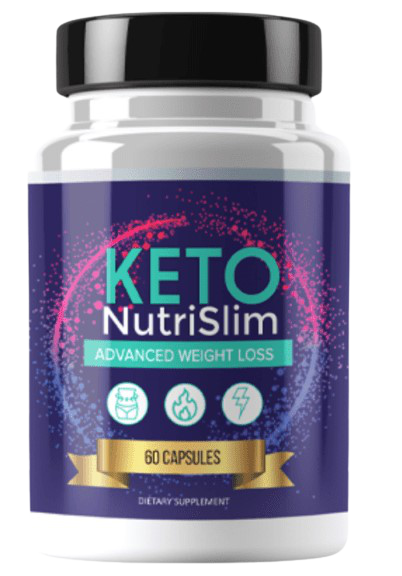 KETO
NutriSlim
ADVANCED WEIGHT LOSS
60 CAPSULES
DIETARY SUPPLEMENT